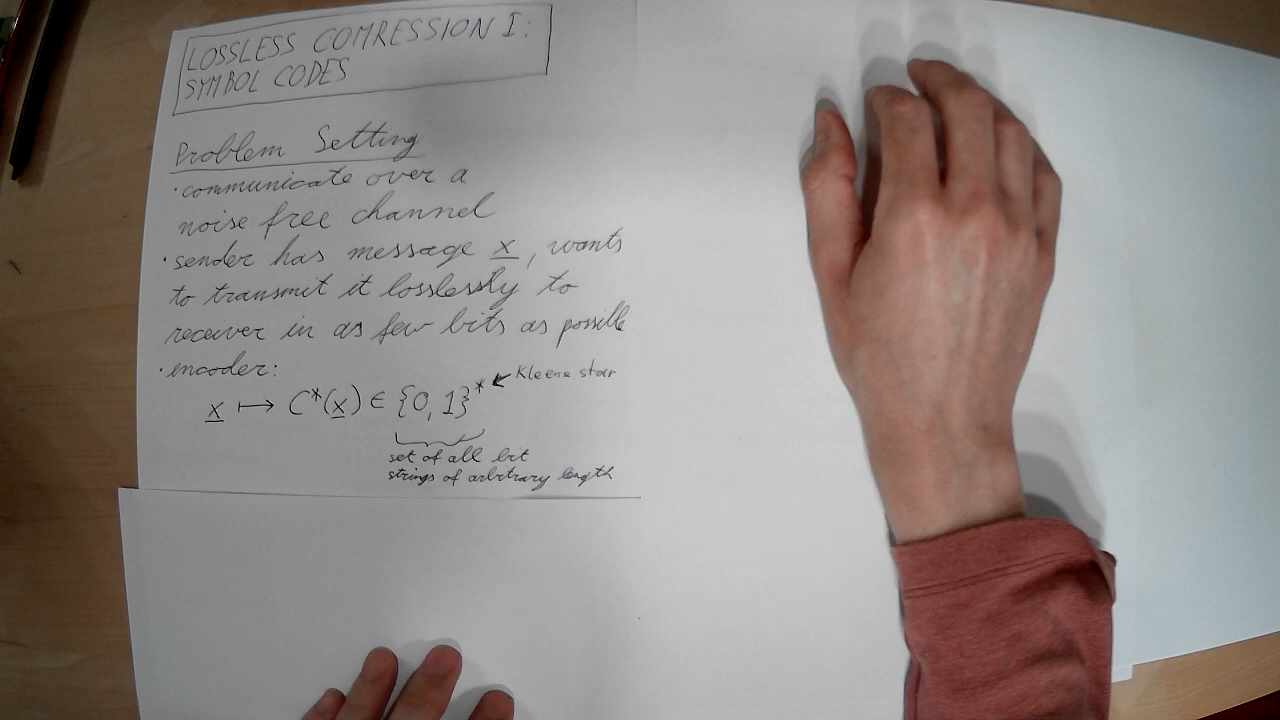 LOSSLESS COMRESSION I:
SYMBOL CODES
Problem Setting
· communicate over a
noise free channel
· sender has message x, wants
to transmit it losslessly to
receiver in as few bits as possible
· encoder:
x ↦ C*(x) ∈ {0, 1}* ← Kleene star
set of all bit
strings of arbitrary length